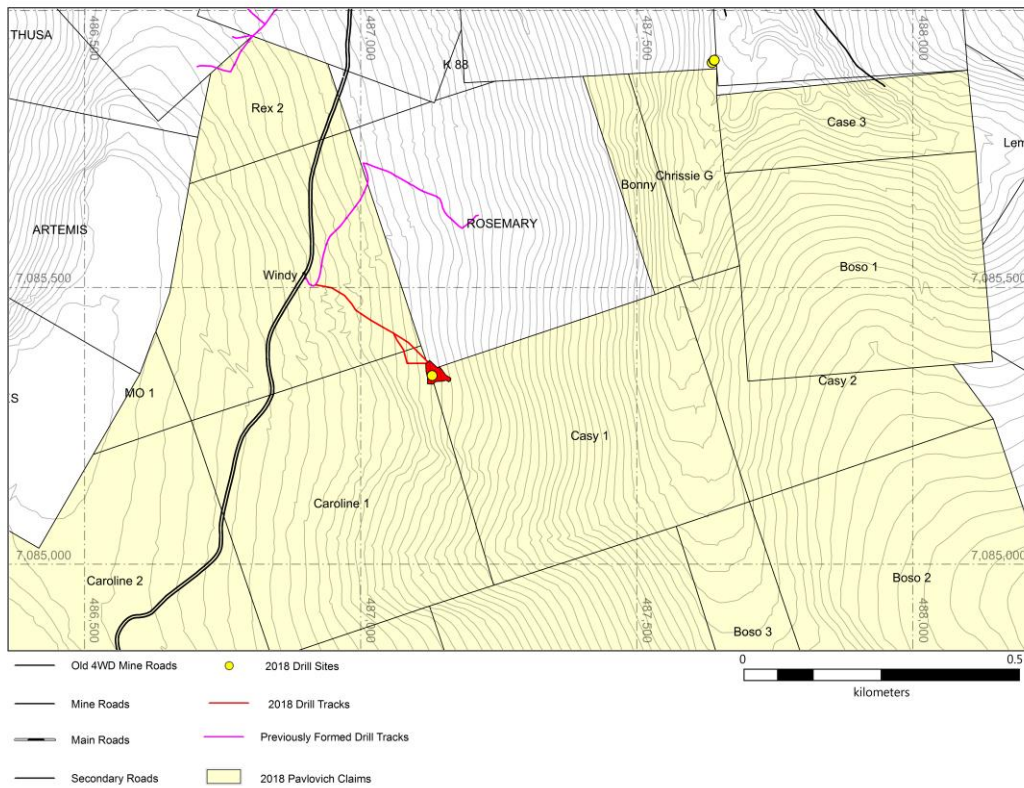 THUSA
486,500
487,000
487,500
488,000
K 88
Rex 2
Case 3
Lem
Bonny
Chrissie G
ARTEMIS
ROSEMARY
Windy
7,085,500
Boso 1
7,085,500
S
MO 1
Casy 2
Casy 1
Caroline 1
7,085,000
7,085,000
Caroline 2
Boso 2
486,500
487,000
487,500
488,000
Boso 3
Old 4WD Mine Roads
2018 Drill Sites
0
0.5
kilometers
Mine Roads
2018 Drill Tracks
Main Roads
Previously Formed Drill Tracks
Secondary Roads
2018 Pavlovich Claims